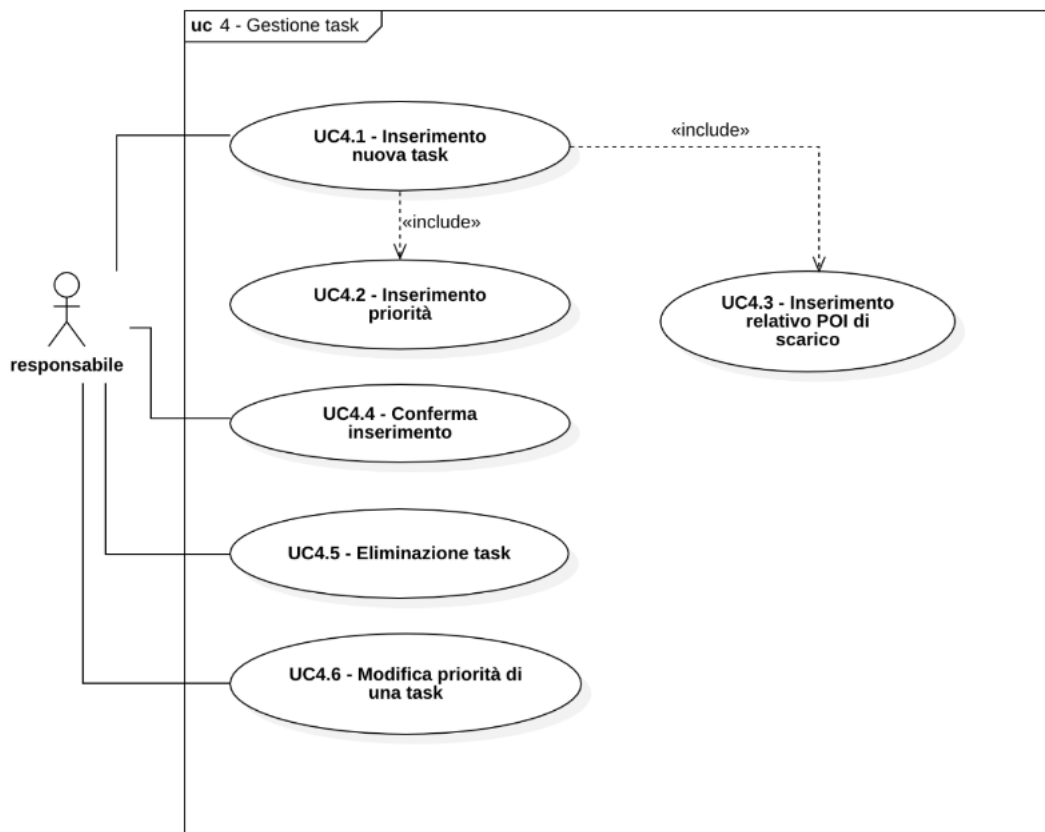 uc 4 - Gestione task
UC4.1 - Inserimento
nuova task
«include»
«include»
UC4.2 - Inserimento
priorità
UC4.3 - Inserimento
relativo POI di
scarico
responsabile
UC4.4 - Conferma
inserimento
UC4.5 - Eliminazione task
UC4.6 - Modifica priorità di
una task